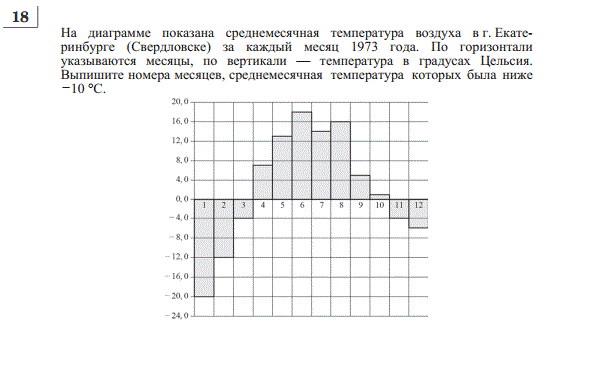 18
На диаграмме показана среднемесячная температура воздуха в г. Екате-
ринбурге (Свердловске) за каждый месяц 1973 года. По горизонтали
указываются месяцы, по вертикали — температура в градусах Цельсия.
Выпишите номера месяцев, среднемесячная температура которых была ниже
−10 °C.
20, 0
16, 0
12, 0
8, 0
4, 0
0, 0
1 2 3 4 5 6 7 8 9 10 11 12
− 4, 0
− 8, 0
− 12, 0
− 16, 0
− 20, 0
− 24, 0